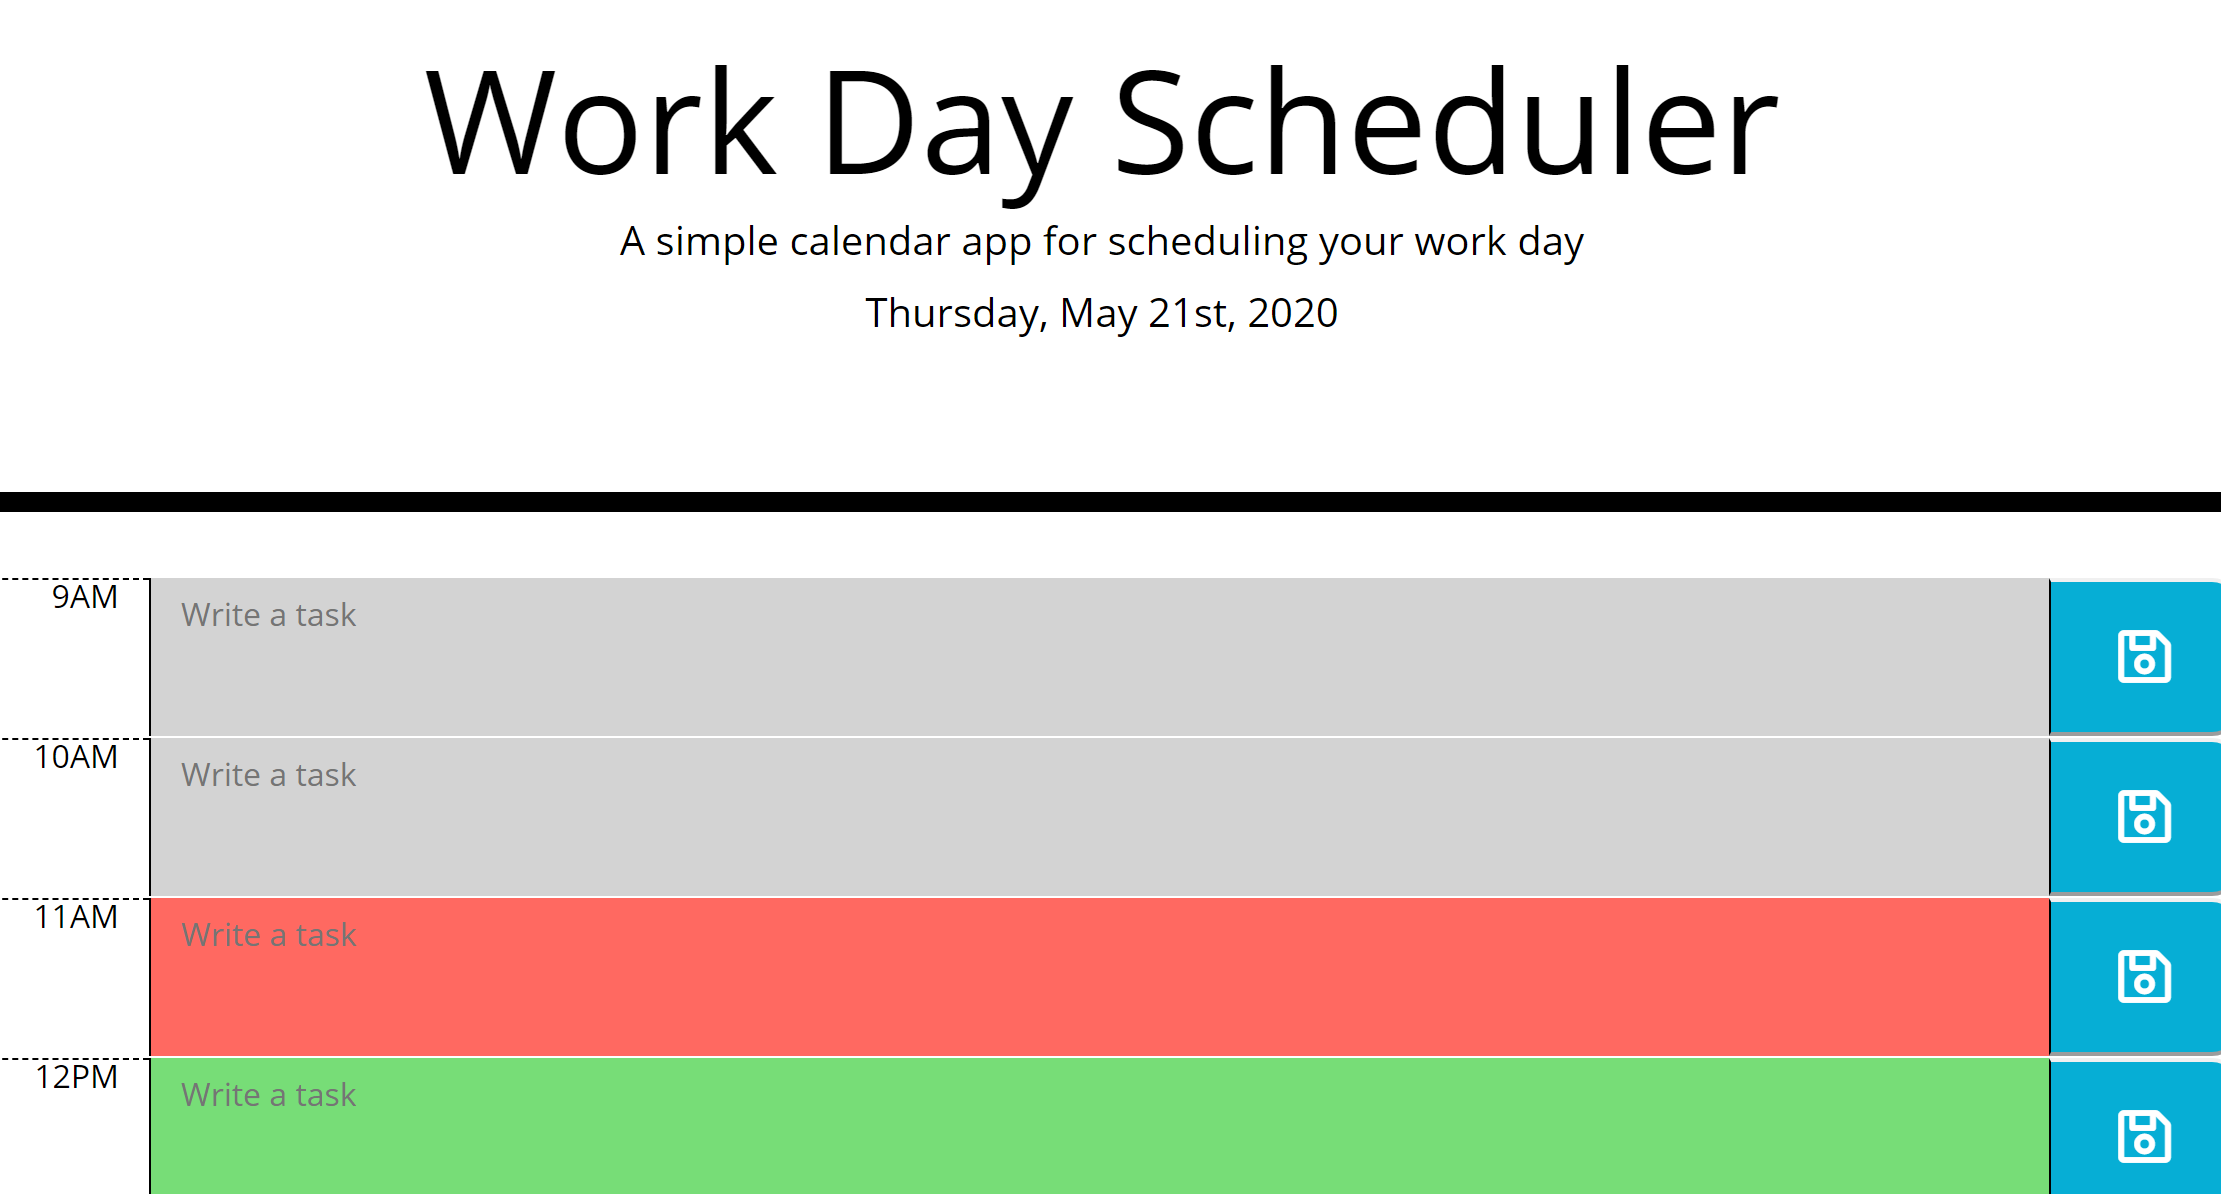 Work Day Scheduler
A simple calendar app for scheduling your work day
Thursday, May 21st, 2020
9AM
Write a task
10AM
Write a task
11AM
Write a task
12PM
Write a task